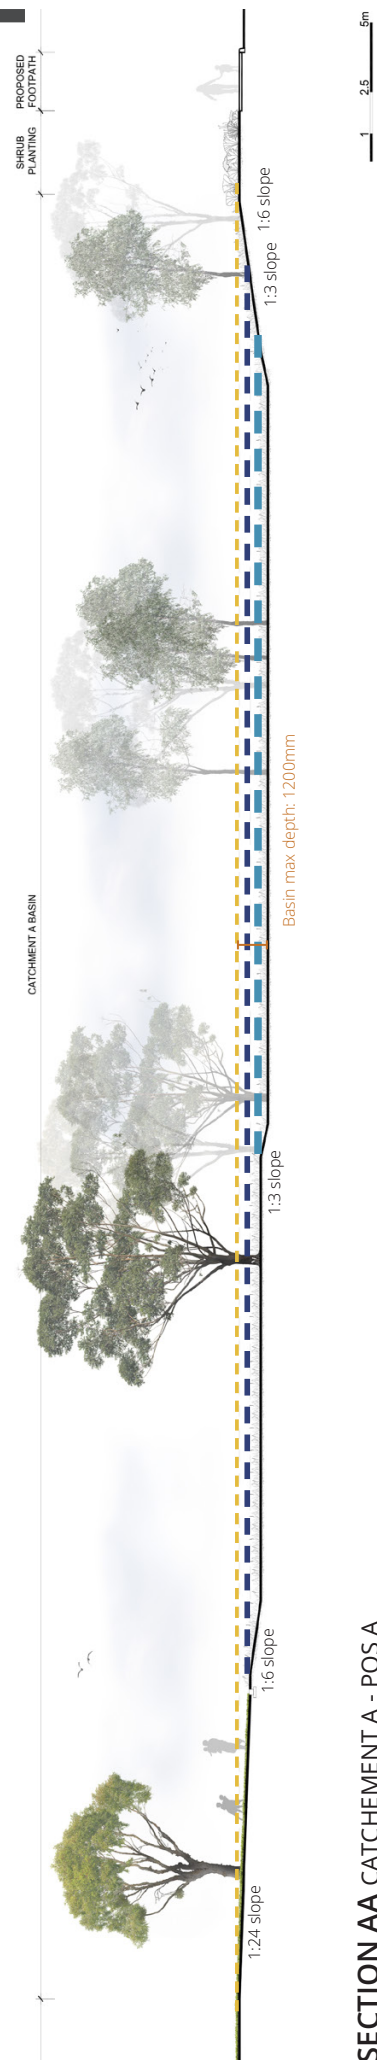 PROPOSED
FOOTPATH
SHRUB
PLANTING
CATCHMENT A BASIN
1:24 slope
1:6 slope
1:3 slope
Basin max depth: 1200mm
1:3 slope
1:6 slope
SECTION AA CATCHEMENT A - POS A
1
2.5
5m